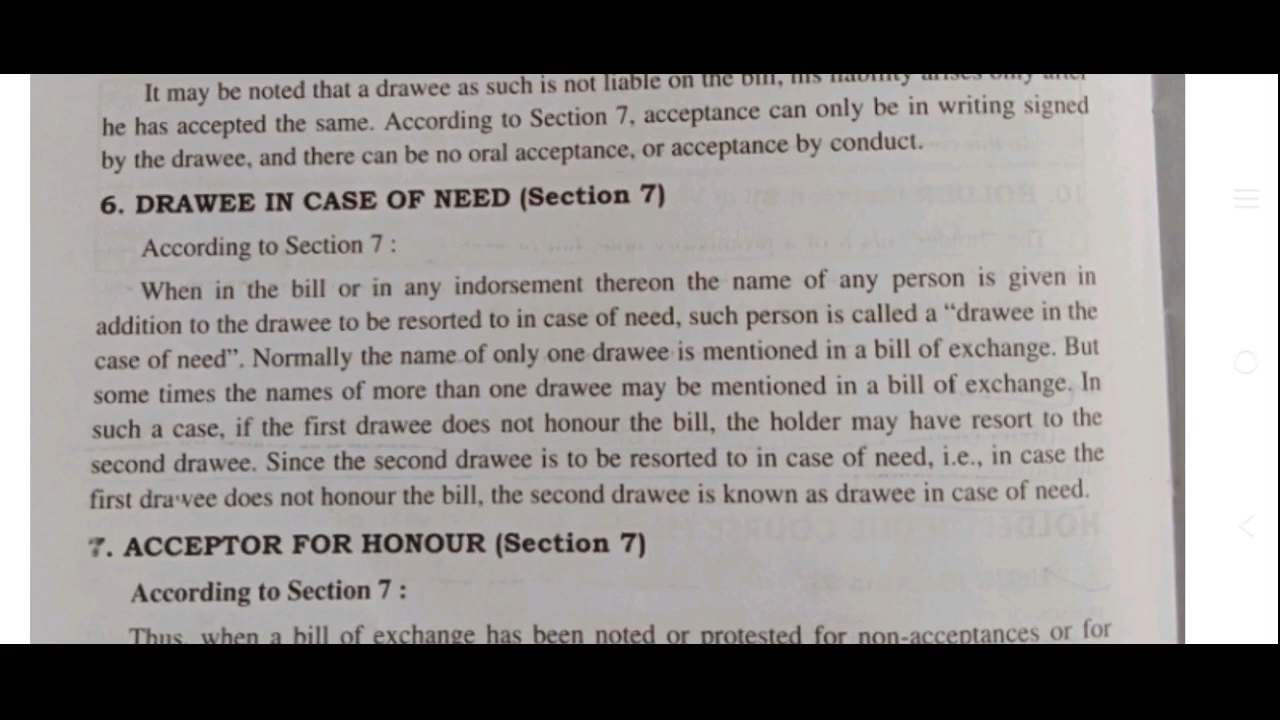 It may be noted that a drawee as such is not liable on the bill, his liability arises only after
he has accepted the same. According to Section 7, acceptance can only be in writing signed
by the drawee, and there can be no oral acceptance, or acceptance by conduct.
6. DRAWEE IN CASE OF NEED (Section 7)
According to Section 7 :
When in the bill or in any indorsement thereon the name of any person is given in
addition to the drawee to be resorted to in case of need, such person is called a “drawee in the
case of need”. Normally the name of only one drawee is mentioned in a bill of exchange. But
some times the names of more than one drawee may be mentioned in a bill of exchange. In
such a case, if the first drawee does not honour the bill, the holder may have resort to the
second drawee. Since the second drawee is to be resorted to in case of need, i.e., in case the
first drawee does not honour the bill, the second drawee is known as drawee in case of need.
7. ACCEPTOR FOR HONOUR (Section 7)
According to Section 7 :
Thus, when a bill of exchange has been noted or protested for non-acceptances or for